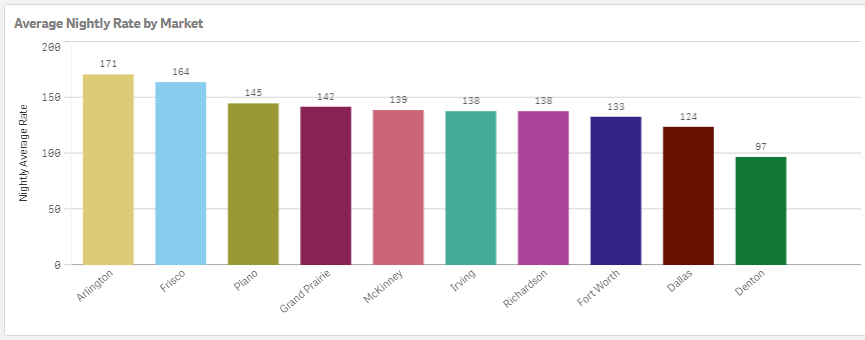 Average Nightly Rate by Market
Nightly Average Rate
200
150
100
50
0
171
164
145
142
139
138
138
133
124
97
Arlington
Frisco
Plano
Grand Prairie
McKinney
Irving
Richardson
Fort Worth
Dallas
Denton